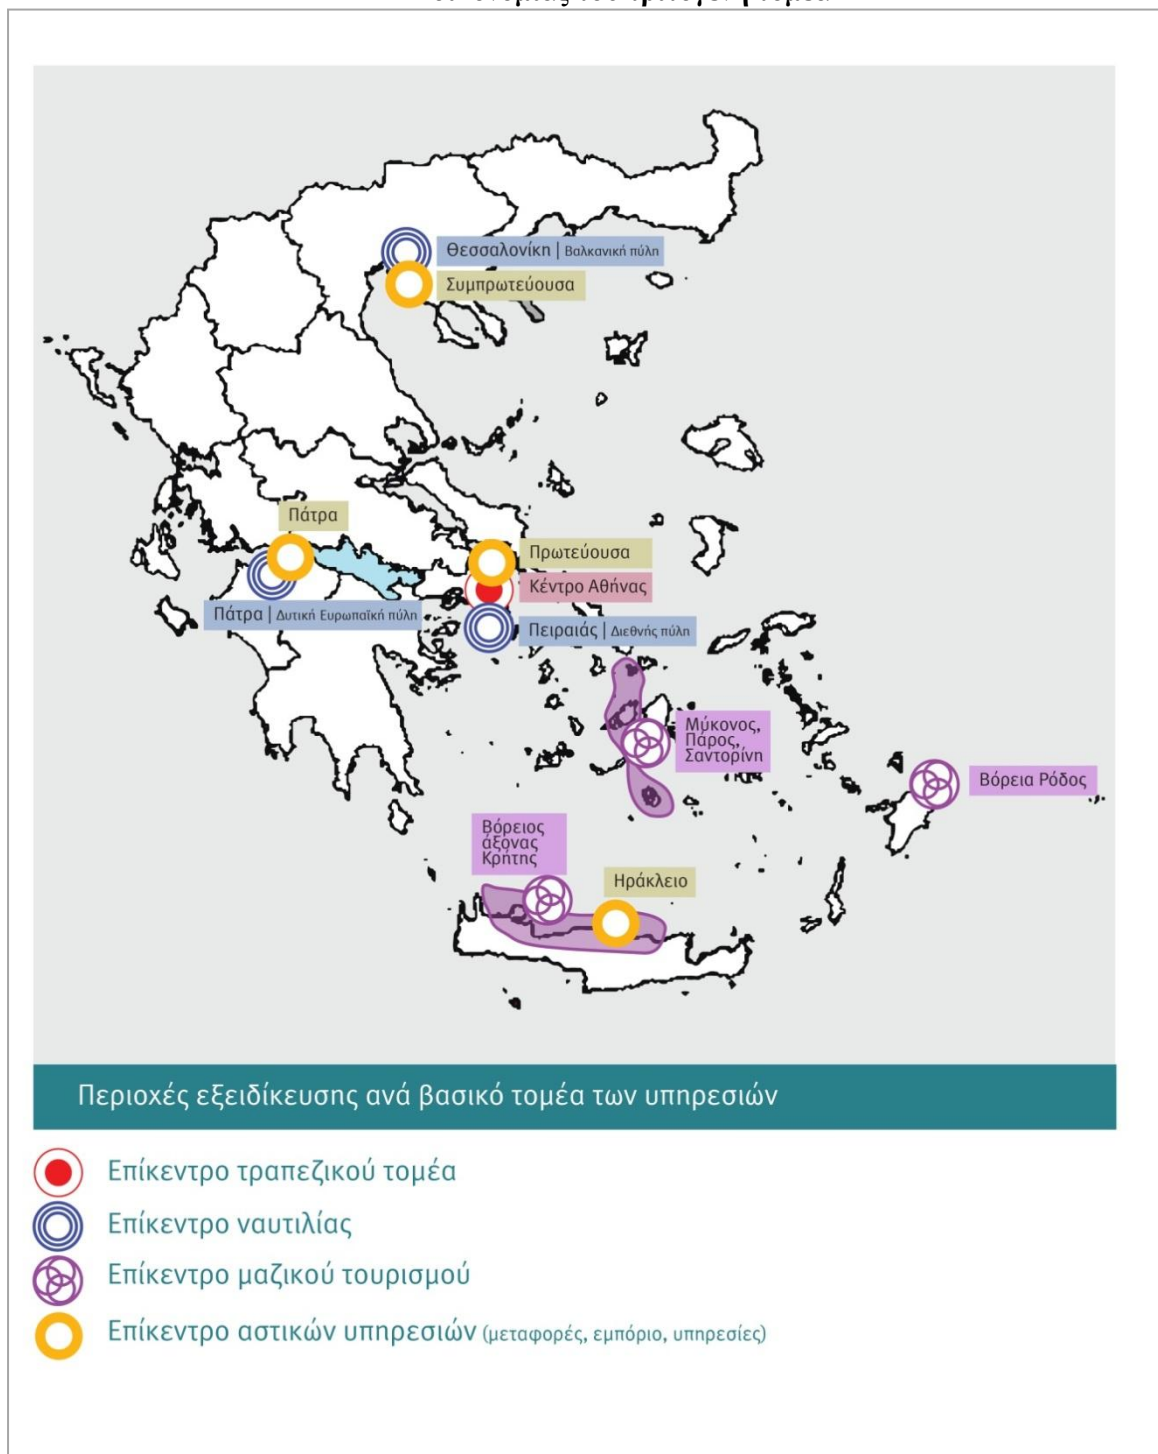 Θεσσαλονίκη | Βαλκανική πύλη
Συμπρωτεύουσα
Πάτρα
Πρωτεύουσα
Κέντρο Αθήνας
Πάτρα | Δυτική Ευρωπαϊκή πύλη
Πειραιάς | Διεθνής πύλη
Μύκονος,
Πάρος,
Σαντορίνη
Βόρεια Ρόδος
Βόρειος
άξονας
Κρήτης
Ηράκλειο
Περιοχές εξειδίκευσης ανά βασικό τομέα των υπηρεσιών
Επίκεντρο τραπεζικού τομέα
Επίκεντρο ναυτιλίας
Επίκεντρο μαζικού τουρισμού
Επίκεντρο αστικών υπηρεσιών (μεταφορές, εμπόριο, υπηρεσίες)